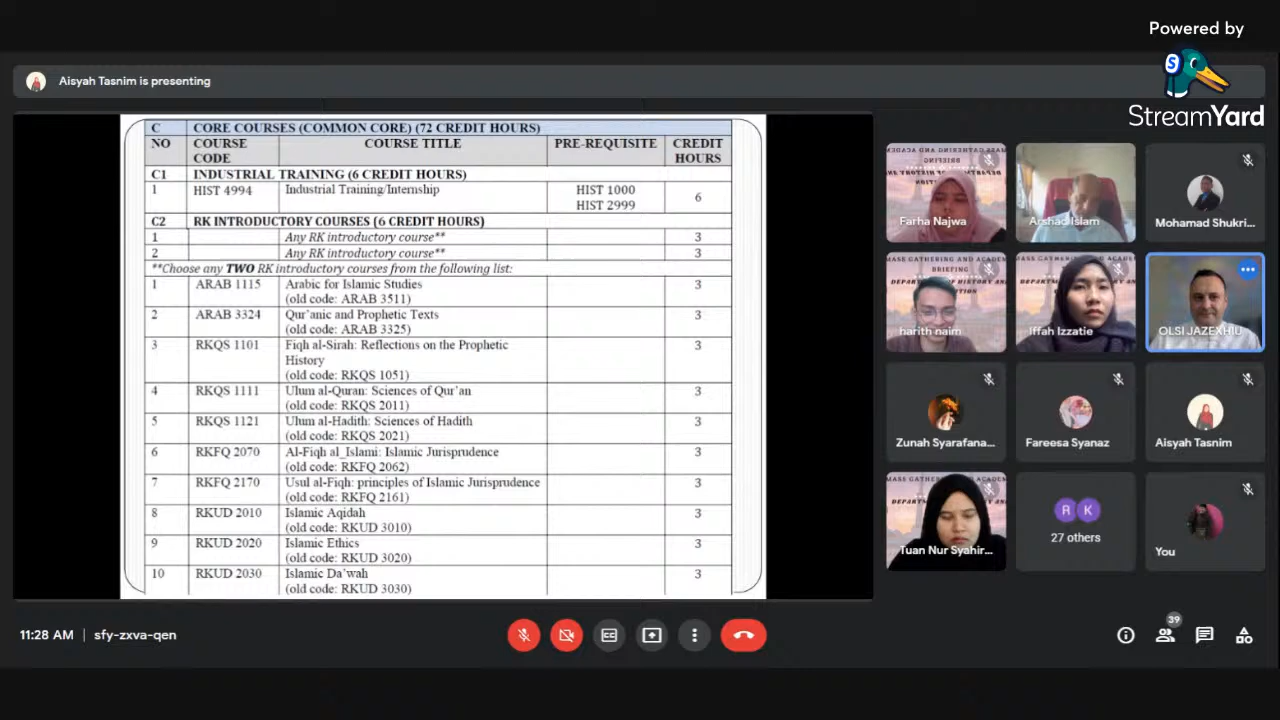 Powered by
StreamYard
Aisyah Tasnim is presenting
C CORE COURSES (COMMON CORE) (72 CREDIT HOURS)
NO COURSE CODE COURSE TITLE PRE-REQUISITE CREDIT HOURS
C1 INDUSTRIAL TRAINING (6 CREDIT HOURS)
1 HIST 4994 Industrial Training/Internship HIST 1000 6
HIST 2999
C2 RK INTRODUCTORY COURSES (6 CREDIT HOURS)
1 Any RK introductory course** 3
2 Any RK introductory course** 3
**Choose any TWO RK introductory courses from the following list:
1 ARAB 1115 Arabic for Islamic Studies 3
(old code: ARAB 3511)
2 ARAB 3324 Qur'anic and Prophetic Texts 3
(old code: ARAB 3325)
3 RKQS 1101 Fiqh al-Sirah: Reflections on the Prophetic 3
History
(old code: RKQS 1051)
4 RKQS 1111 Ulum al-Quran: Sciences of Qur'an 3
(old code: RKQS 2011)
5 RKQS 1121 Ulum al-Hadith: Sciences of Hadith 3
(old code: RKQS 2021)
6 RKFQ 2070 Al-Fiqh al_Islami: Islamic Jurisprudence 3
(old code: RKFQ 2062)
7 RKFQ 2170 Usul al-Fiqh: principles of Islamic Jurisprudence 3
(old code: RKFQ 2161)
8 RKUD 2010 Islamic Aqidah 3
(old code: RKUD 3010)
9 RKUD 2020 Islamic Ethics 3
(old code: RKUD 3020)
10 RKUD 2030 Islamic Da'wah 3
(old code: RKUD 3030)
Farha Najwa
Arshad Islam
Mohamad Shukri...
MASS GATHERING AND ACADEM
BRIEFING
harith naim
Iffah Izzatie
OLSI JAZEXHIU
Zunah Syarafana...
Fareesa Syanaz
Aisyah Tasnim
Tuan Nur Syahir...
R K
27 others
You
11:28 AM | sfy-zxva-qen
39